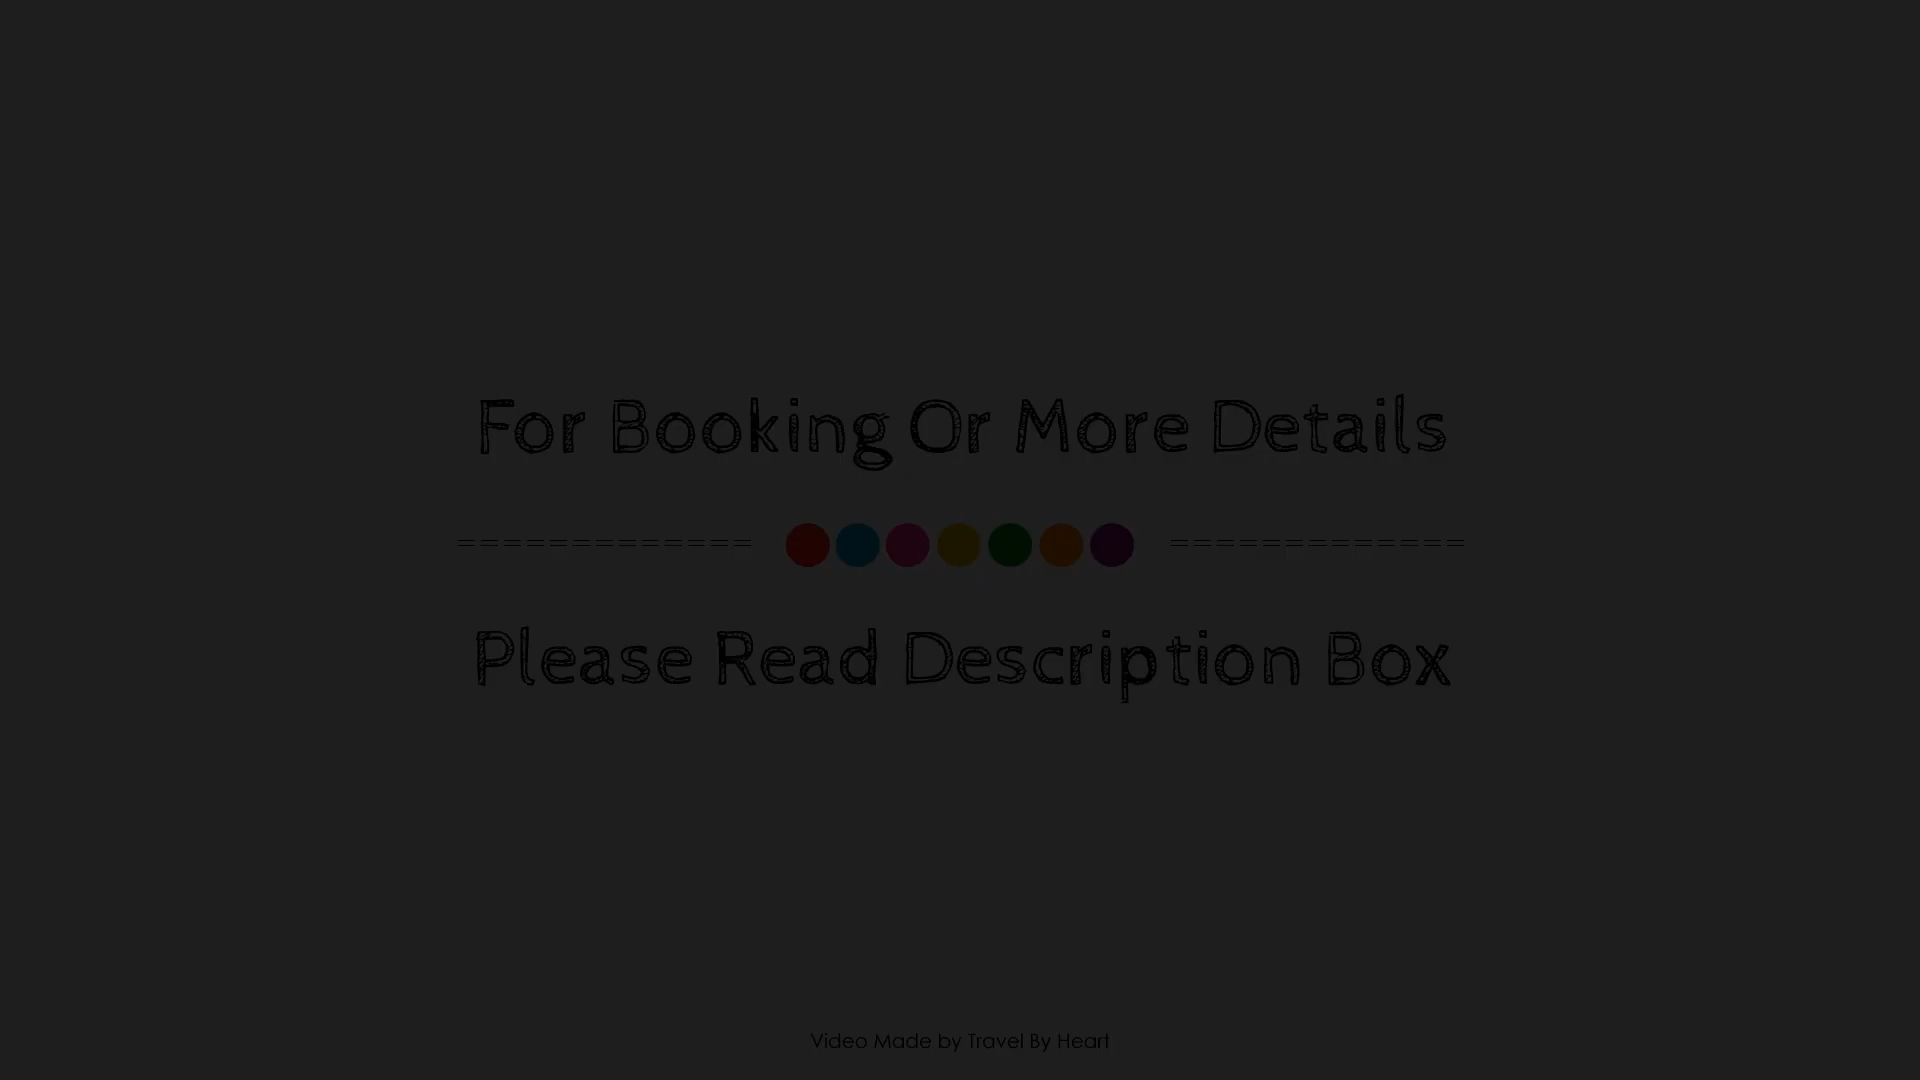 For Booking Or More Details
============= =============
Please Read Description Box
Video Made by Travel By Heart